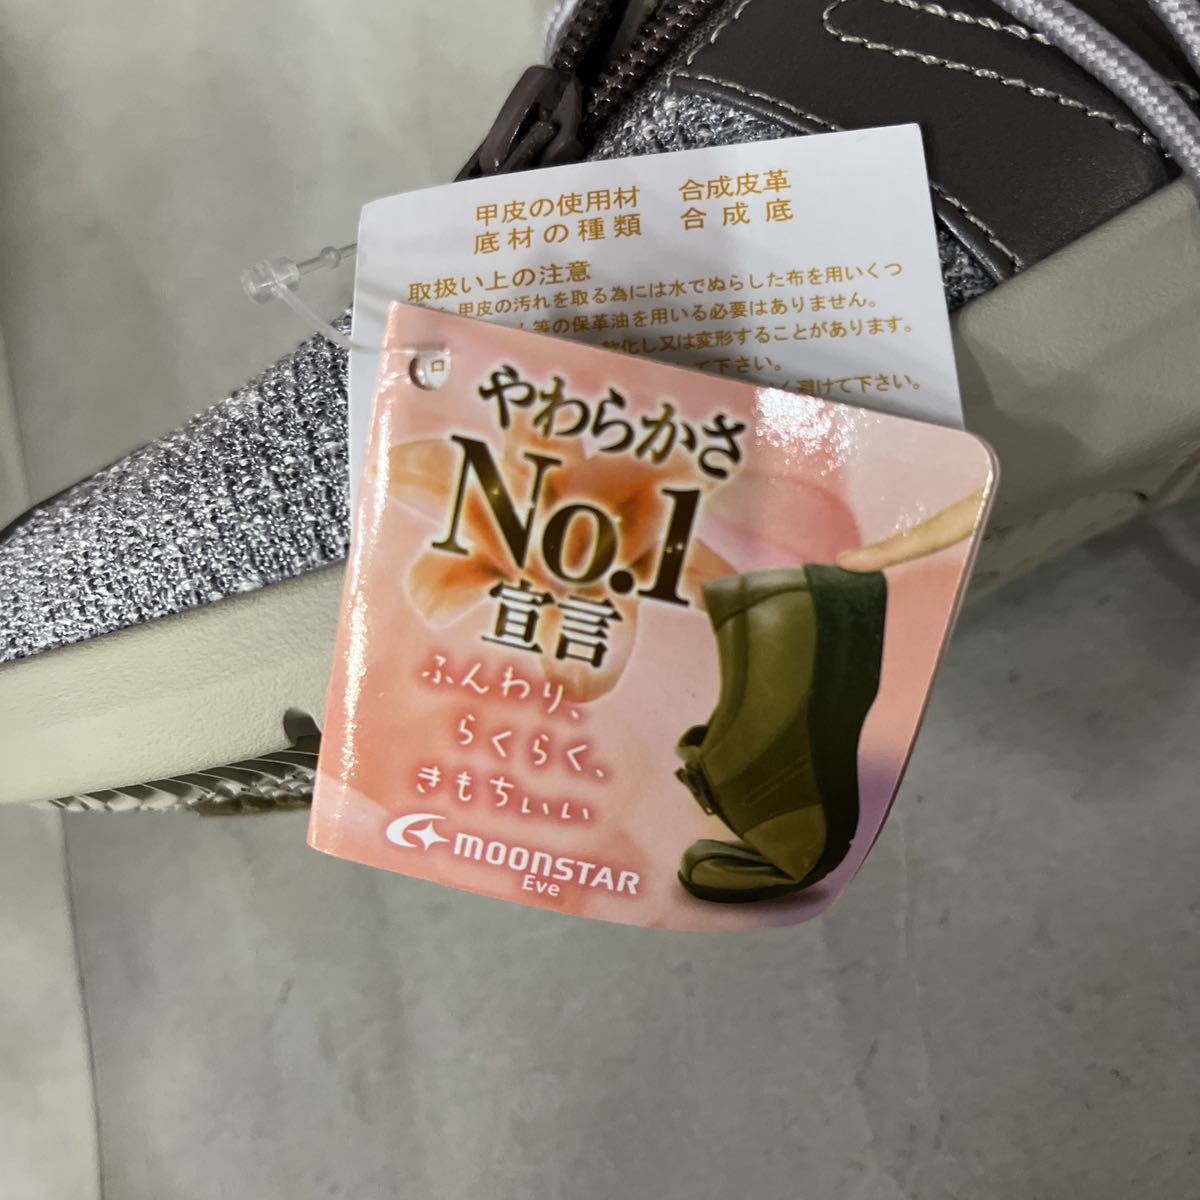 甲皮の使用材 合成皮革
底材の種類 合成底
取扱い上の注意
甲皮の汚れを取る為には水でぬらした布を用いくつ
等の保革油を用いる必要はありません。
軟化し又は変形することがあります。
て下さい。
避けて下さい。
やわらかさ
No.1
宣言
ふんわり、
らくらく、
きもちいい
MOONSTAR
Eve